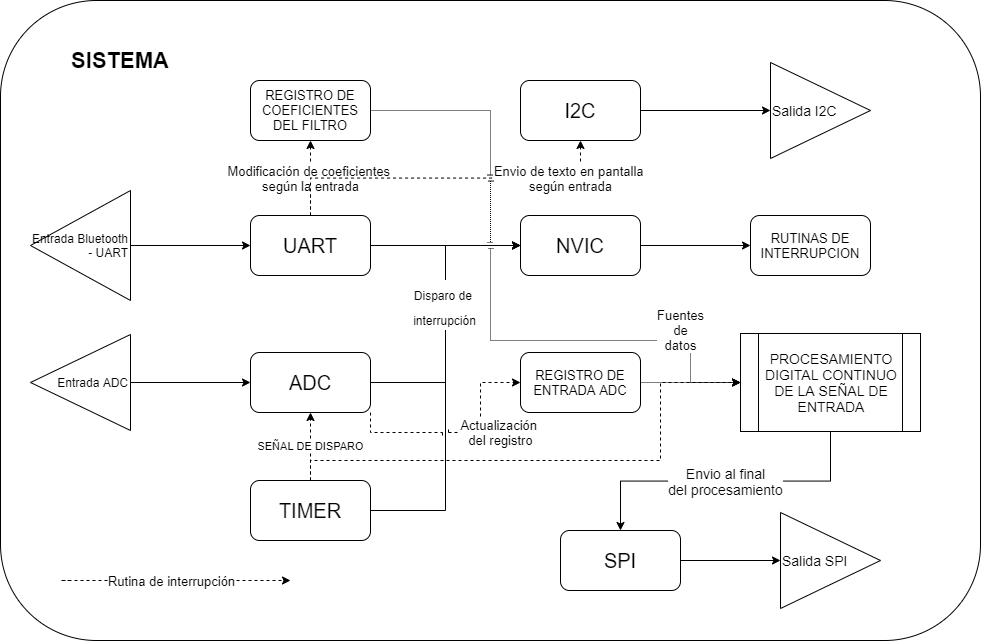 SISTEMA
REGISTRO DE
COEFICIENTES
DEL FILTRO
I2C
Salida I2C
Modificación de coeficientes
según la entrada
Envio de texto en pantalla
según entrada
Entrada Bluetooth
- UART
UART
NVIC
RUTINAS DE
INTERRUPCION
Disparo de
interrupción
Fuentes
de
datos
Entrada ADC
ADC
REGISTRO DE
ENTRADA ADC
PROCESAMIENTO
DIGITAL CONTINUO
DE LA SEÑAL DE
ENTRADA
Actualización
del registro
SEÑAL DE DISPARO
TIMER
Envio al final
del procesamiento
SPI
Salida SPI
Rutina de interrupción